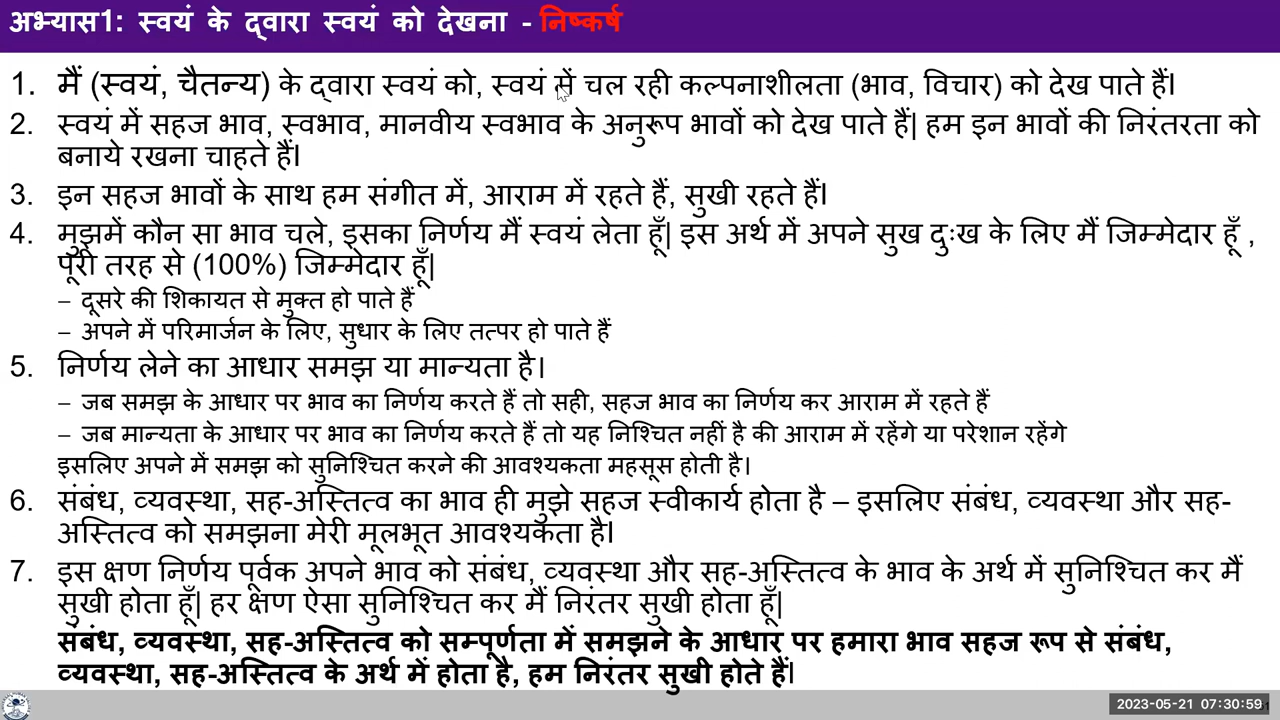 अभ्यास1: स्वयं के द्वारा स्वयं को देखना - निष्कर्ष
1. मैं (स्वयं, चैतन्य) के द्वारा स्वयं को, स्वयं में चल रही कल्पनाशीलता (भाव, विचार) को देख पाते हैंI
2. स्वयं में सहज भाव, स्वभाव, मानवीय स्वभाव के अनुरूप भावों को देख पाते हैं| हम इन भावों की निरंतरता को
बनाये रखना चाहते हैंI
3. इन सहज भावों के साथ हम संगीत में, आराम में रहते हैं, सुखी रहते हैंI
4. मुझमें कौन सा भाव चले, इसका निर्णय मैं स्वयं लेता हूँ| इस अर्थ में अपने सुख दुःख के लिए मैं जिम्मेदार हूँ ,
पूरी तरह से (100%) जिम्मेदार हूँ|
– दूसरे की शिकायत से मुक्त हो पाते हैं
– अपने में परिमार्जन के लिए, सुधार के लिए तत्पर हो पाते हैं
5. निर्णय लेने का आधार समझ या मान्यता है।
– जब समझ के आधार पर भाव का निर्णय करते हैं तो सही, सहज भाव का निर्णय कर आराम में रहते हैं
– जब मान्यता के आधार पर भाव का निर्णय करते हैं तो यह निश्चित नहीं है की आराम में रहेंगे या परेशान रहेंगे
इसलिए अपने में समझ को सुनिश्चित करने की आवश्यकता महसूस होती है।
6. संबंध, व्यवस्था, सह-अस्तित्व का भाव ही मुझे सहज स्वीकार्य होता है – इसलिए संबंध, व्यवस्था और सह-
अस्तित्व को समझना मेरी मूलभूत आवश्यकता हैI
7. इस क्षण निर्णय पूर्वक अपने भाव को संबंध, व्यवस्था और सह-अस्तित्व के भाव के अर्थ में सुनिश्चित कर मैं
सुखी होता हूँ| हर क्षण ऐसा सुनिश्चित कर मैं निरंतर सुखी होता हूँ|
संबंध, व्यवस्था, सह-अस्तित्व को सम्पूर्णता में समझने के आधार पर हमारा भाव सहज रूप से संबंध,
व्यवस्था, सह-अस्तित्व के अर्थ में होता है, हम निरंतर सुखी होते हैंI
2023-05-21 07:30:59